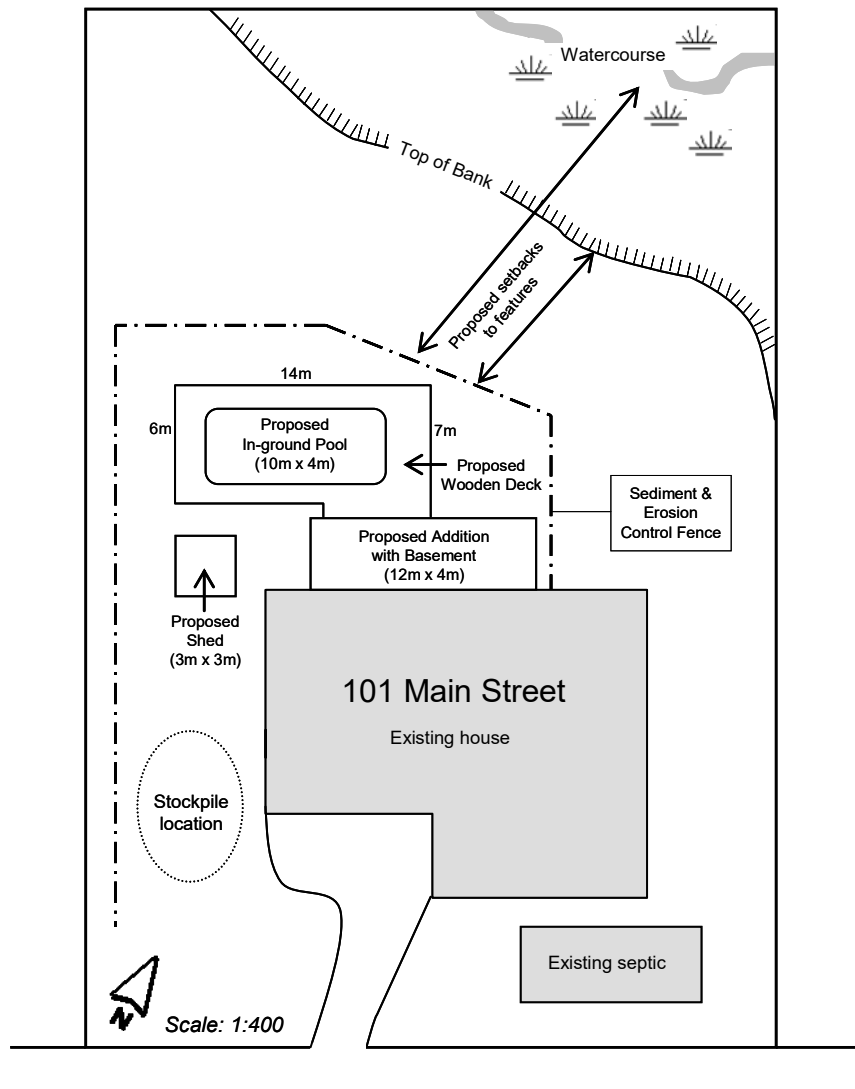 Watercourse
Top of Bank
Proposed setbacks
to features
14m
6m
Proposed
In-ground Pool
(10m x 4m)
7m
Proposed
Wooden Deck
Sediment &
Erosion
Control Fence
Proposed Addition
with Basement
(12m x 4m)
Proposed
Shed
(3m x 3m)
101 Main Street
Existing house
Stockpile
location
Existing septic
N
Scale: 1:400